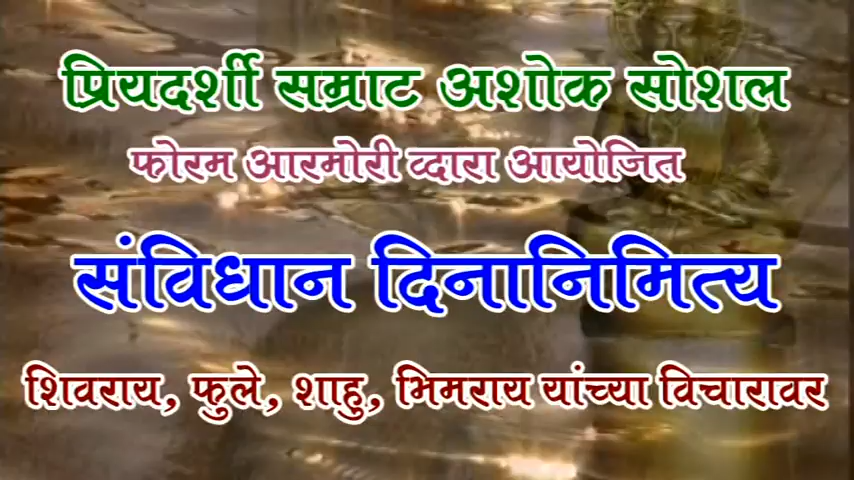 प्रियदर्शी सम्राट अशोक सोशल
फोरम आरमोरी व्दारा आयोजित
संविधान दिनानिमित्य
शिवराय, फुले, शाहु, भिमराय यांच्या विचारावर